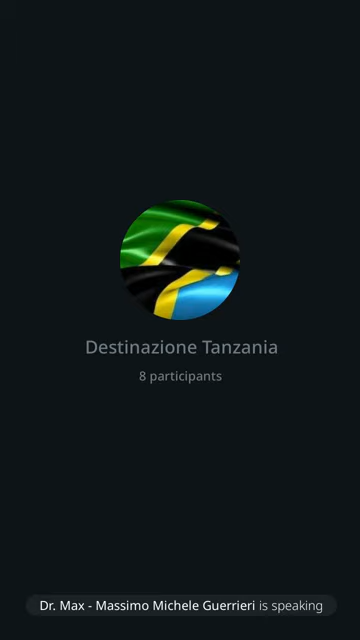 Destinazione Tanzania
8 participants
Dr. Max - Massimo Michele Guerrieri is speaking